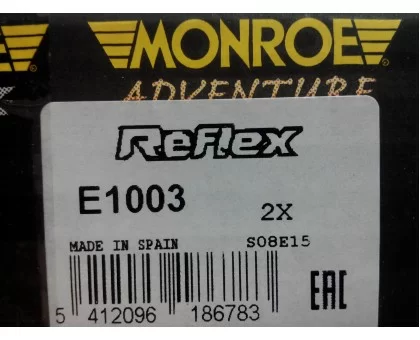 MONROE
ADVENTURE
Reflex
E1003
2X
MADE IN SPAIN S08E15
EAC
5 412096 186783